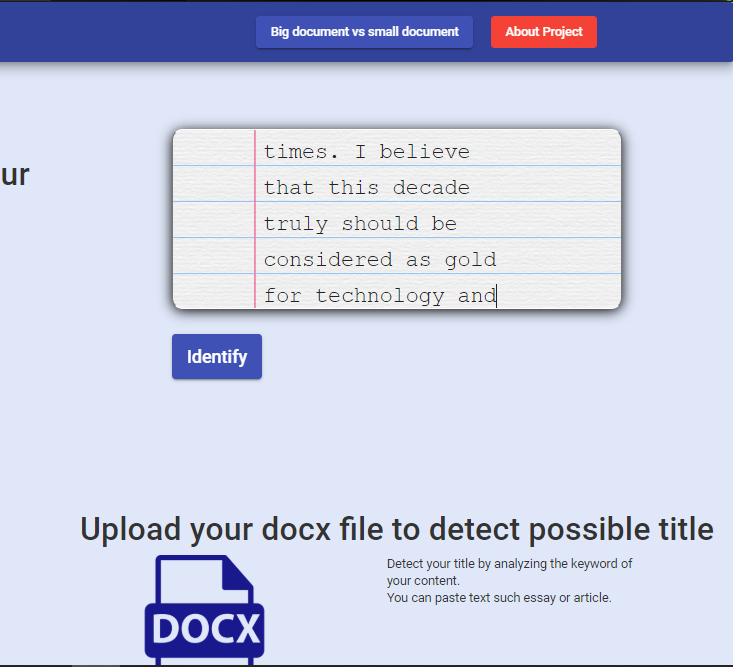 Big document vs small document
About Project
ur
times. I believe
that this decade
truly should be
considered as gold
for technology and
Identify
Upload your docx file to detect possible title
Detect your title by analyzing the keyword of
your content.
You can paste text such essay or article.
DOCX